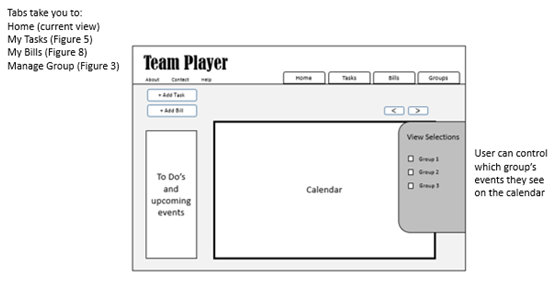 Tabs take you to:
Home (current view)
My Tasks (Figure 5)
My Bills (Figure 8)
Manage Group (Figure 3)
Team Player
About Contact Help
Home Tasks Bills Groups
+ Add Task
+ Add Bill
< >
View Selections
Group 1
Group 2
Group 3
To Do's
and
upcoming
events
Calendar
User can control
which group's
events they see
on the calendar